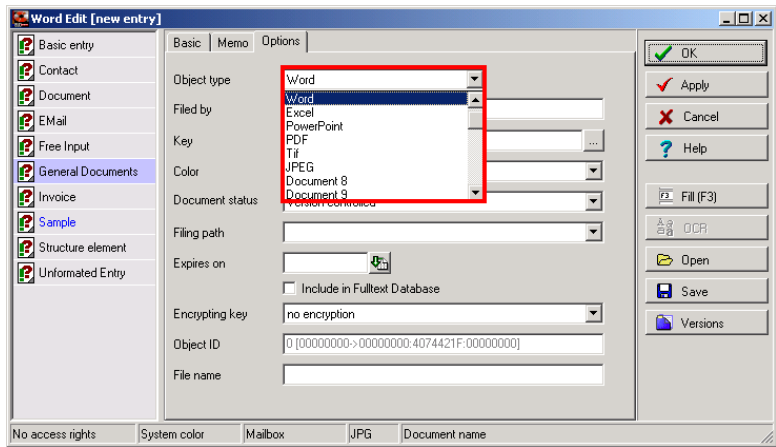 Word Edit [new entry]
Basic entry
Contact
Document
EMail
Free Input
General Documents
Invoice
Sample
Structure element
Unformated Entry
Basic
Memo
Options
Object type
Word
Word
Excel
PowerPoint
PDF
Tif
JPEG
Document 8
Document 9
Filed by
Key
...
Color
Document status
Version controlled
Filing path
Expires on
Include in Fulltext Database
Encrypting key
no encryption
Object ID
0 [00000000->00000000:4074421F:00000000]
File name
OK
Apply
Cancel
Help
F3 Fill (F3)
OCR
Open
Save
Versions
No access rights
System color
Mailbox
JPG
Document name